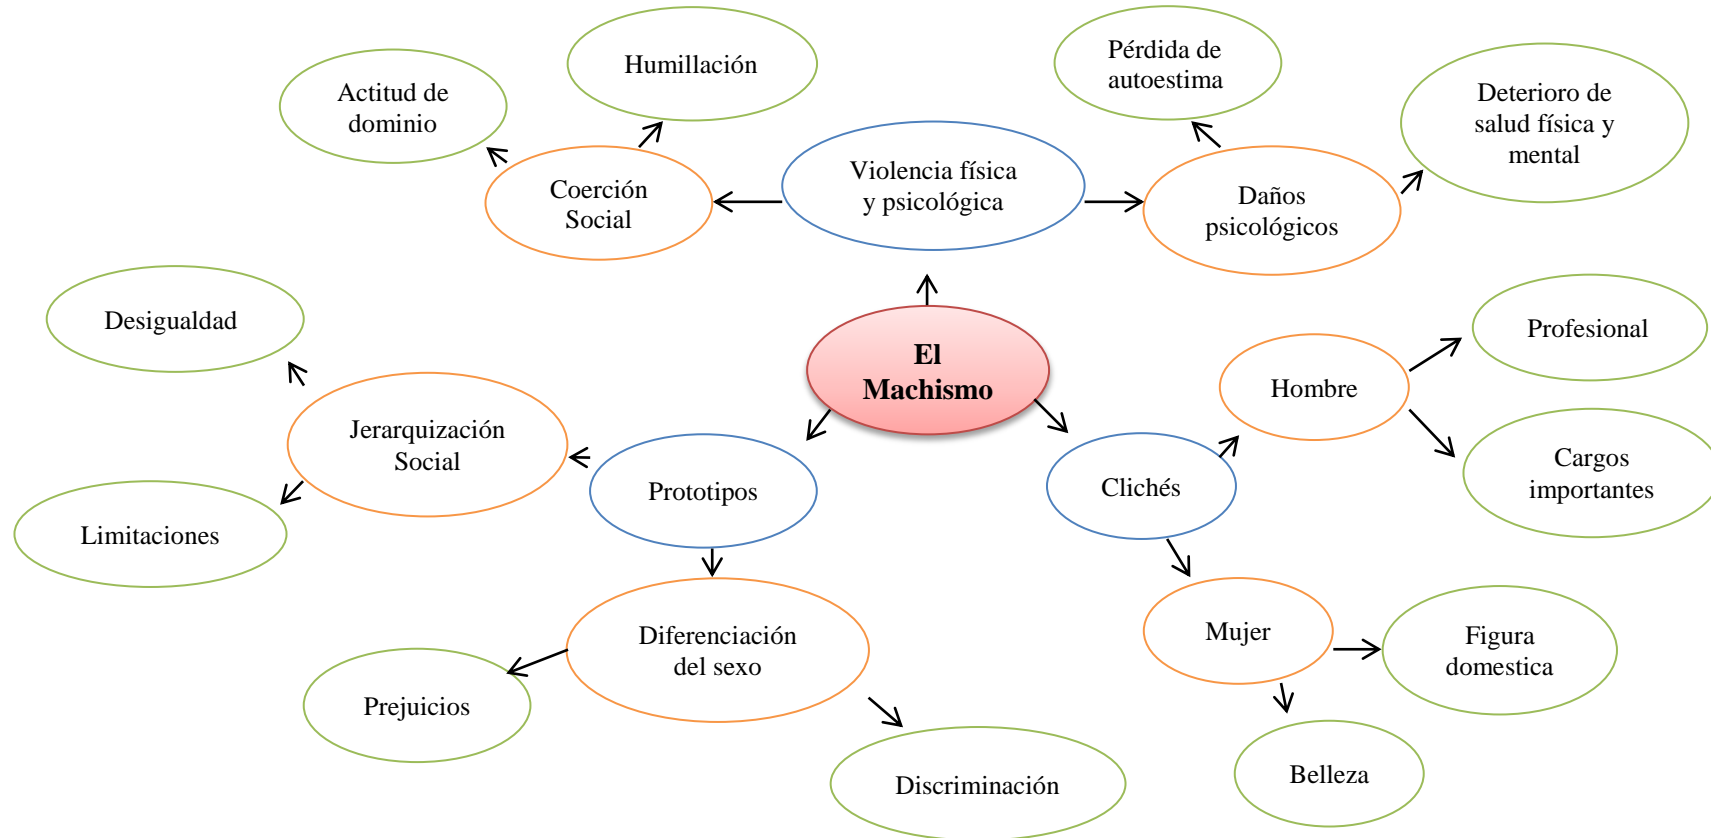 Humillación
Pérdida de
autoestima
Actitud de
dominio
Deterioro de
salud física y
mental
Violencia física
y psicológica
Coerción
Social
Daños
psicológicos
Desigualdad
Profesional
El
Machismo
Hombre
Jerarquización
Social
Cargos
importantes
Prototipos
Clichés
Limitaciones
Diferenciación
del sexo
Mujer
Figura
domestica
Prejuicios
Belleza
Discriminación